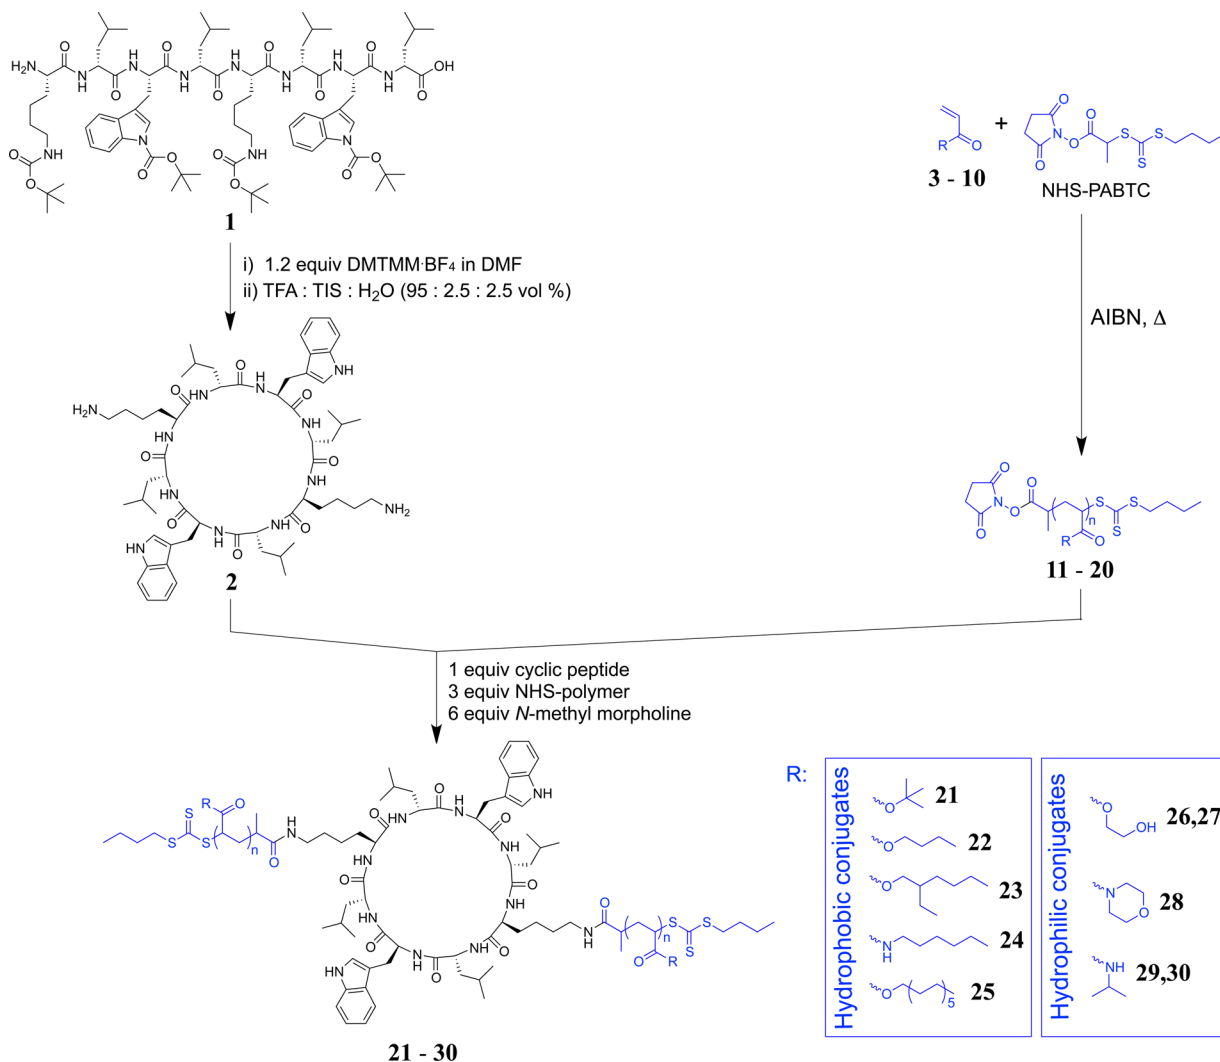 1
i) 1.2 equiv DMTMM·BF₄ in DMF
ii) TFA : TIS : H₂O (95 : 2.5 : 2.5 vol %)
2
+
3 - 10
NHS-PABTC
AIBN, Δ
11 - 20
1 equiv cyclic peptide
3 equiv NHS-polymer
6 equiv N-methyl morpholine
21 - 30
R:
Hydrophobic conjugates
21
22
23
24
25
Hydrophilic conjugates
26,27
28
29,30